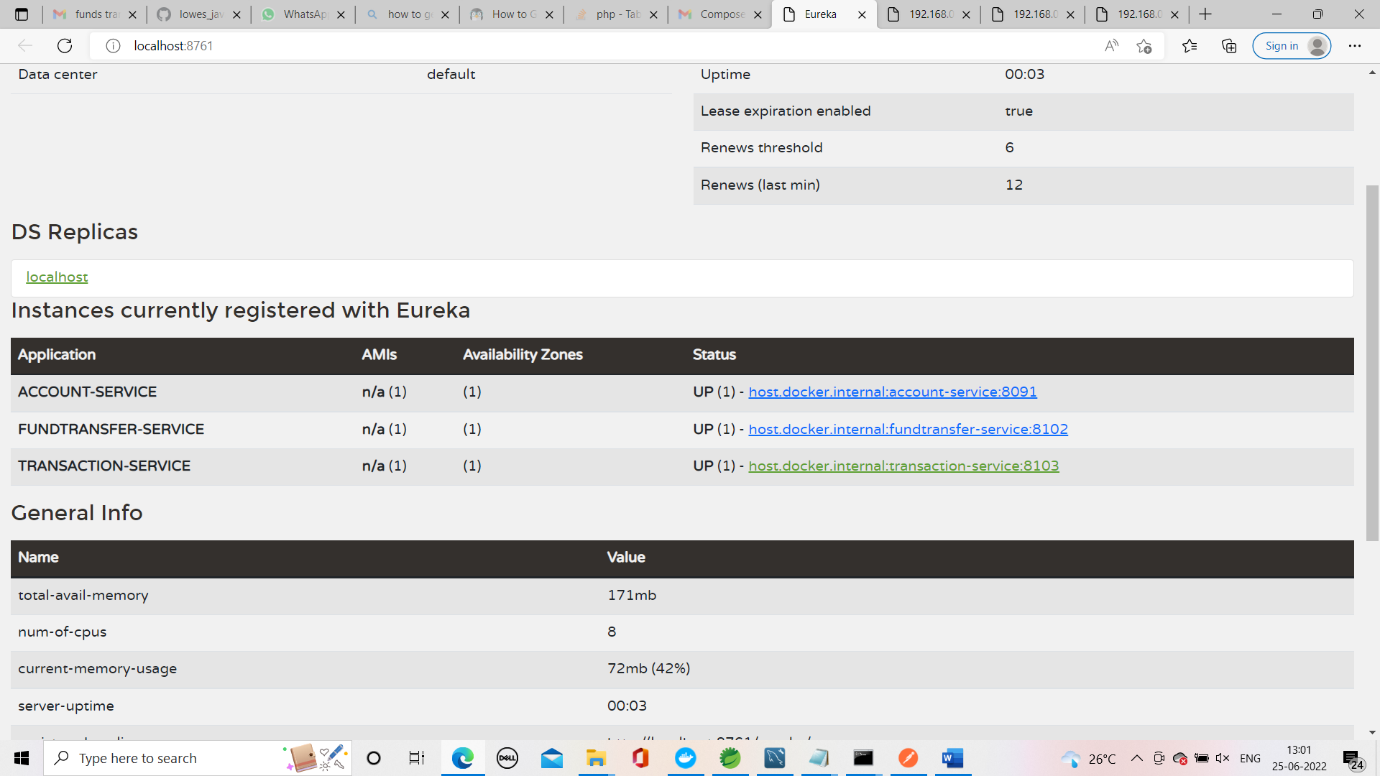 funds tra
lowes_jav
WhatsApp
how to ge
How to G
php - Tab
Compose
Eureka
192.168.0
192.168.0
192.168.0
localhost:8761
Sign in
Data center default
Uptime 00:03
Lease expiration enabled true
Renews threshold 6
Renews (last min) 12
DS Replicas
localhost
Instances currently registered with Eureka
Application AMIs Availability Zones Status
ACCOUNT-SERVICE n/a (1) (1) UP (1) - host.docker.internal:account-service:8091
FUNDTRANSFER-SERVICE n/a (1) (1) UP (1) - host.docker.internal:fundtransfer-service:8102
TRANSACTION-SERVICE n/a (1) (1) UP (1) - host.docker.internal:transaction-service:8103
General Info
Name Value
total-avail-memory 171mb
num-of-cpus 8
current-memory-usage 72mb (42%)
server-uptime 00:03
Type here to search
DELL
26°C
ENG
13:01
25-06-2022
24